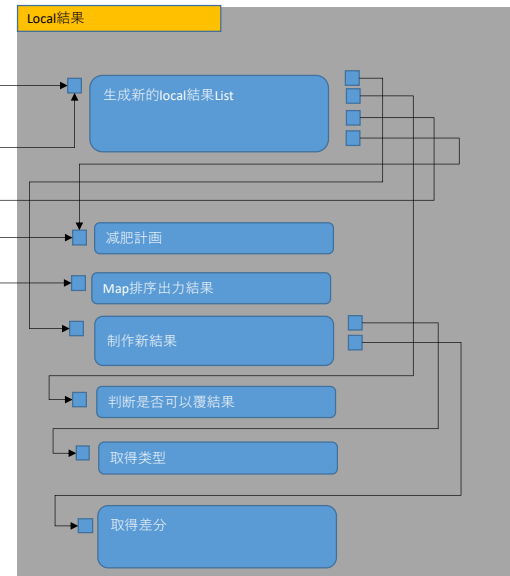 Local結果
生成新的local結果List
减肥計画
Map排序出力結果
制作新結果
判断是否可以覆結果
取得类型
取得差分